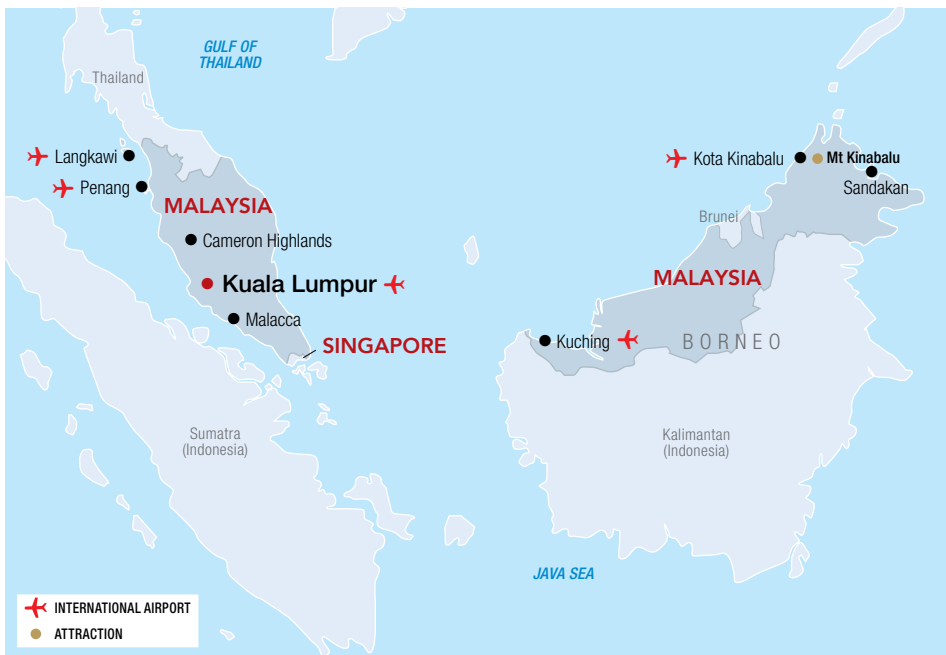 GULF OF
THAILAND
Thailand
Langkawi
Penang
MALAYSIA
Cameron Highlands
Kuala Lumpur
Malacca
SINGAPORE
Sumatra
(Indonesia)
Kota Kinabalu
Mt Kinabalu
Sandakan
Brunei
MALAYSIA
Kuching
BORNEO
Kalimantan
(Indonesia)
JAVA SEA
INTERNATIONAL AIRPORT
ATTRACTION